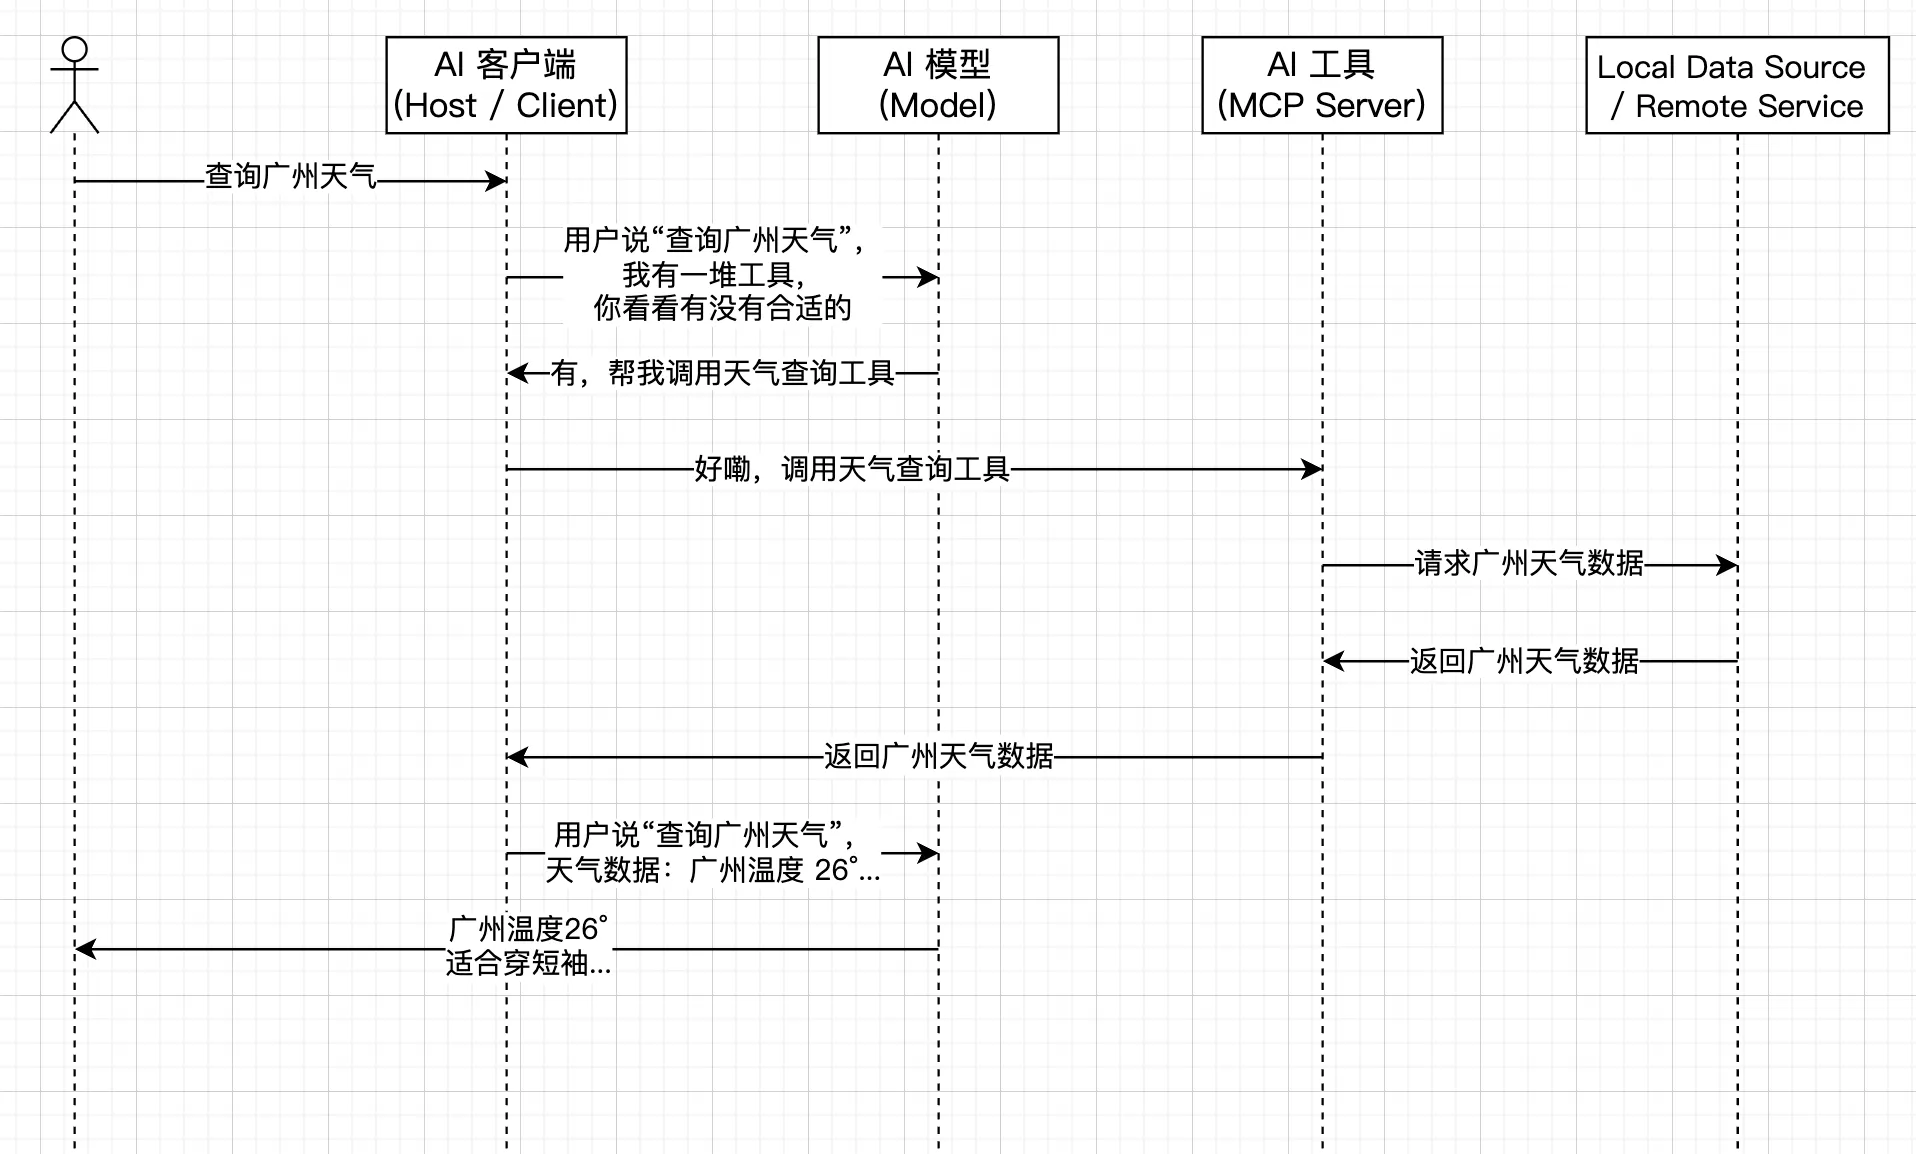 AI 客户端
(Host / Client)
AI 模型
(Model)
AI 工具
(MCP Server)
Local Data Source
/ Remote Service
查询广州天气
用户说“查询广州天气”，
我有一堆工具，
你看看有没有合适的
有，帮我调用天气查询工具
好嘞，调用天气查询工具
请求广州天气数据
返回广州天气数据
返回广州天气数据
用户说“查询广州天气”，
天气数据：广州温度 26°...
广州温度26°
适合穿短袖...